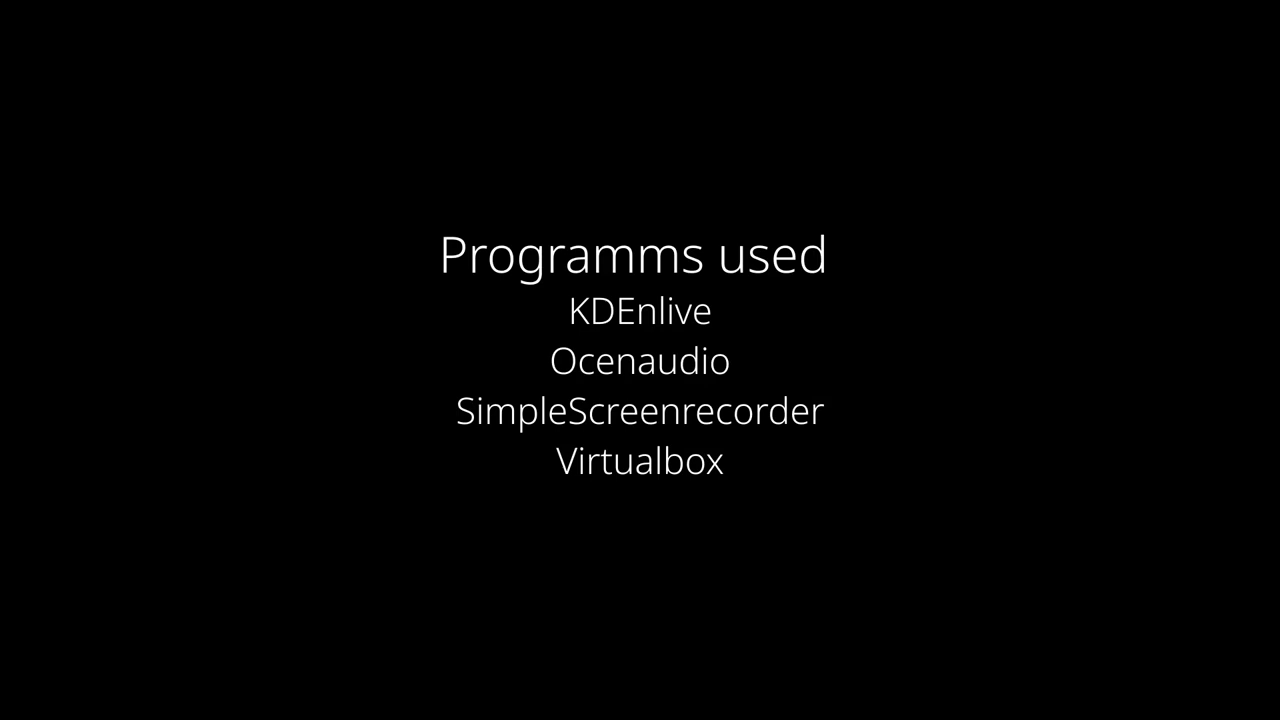 Programms used
KDEnlive
Ocenaudio
SimpleScreenrecorder
Virtualbox